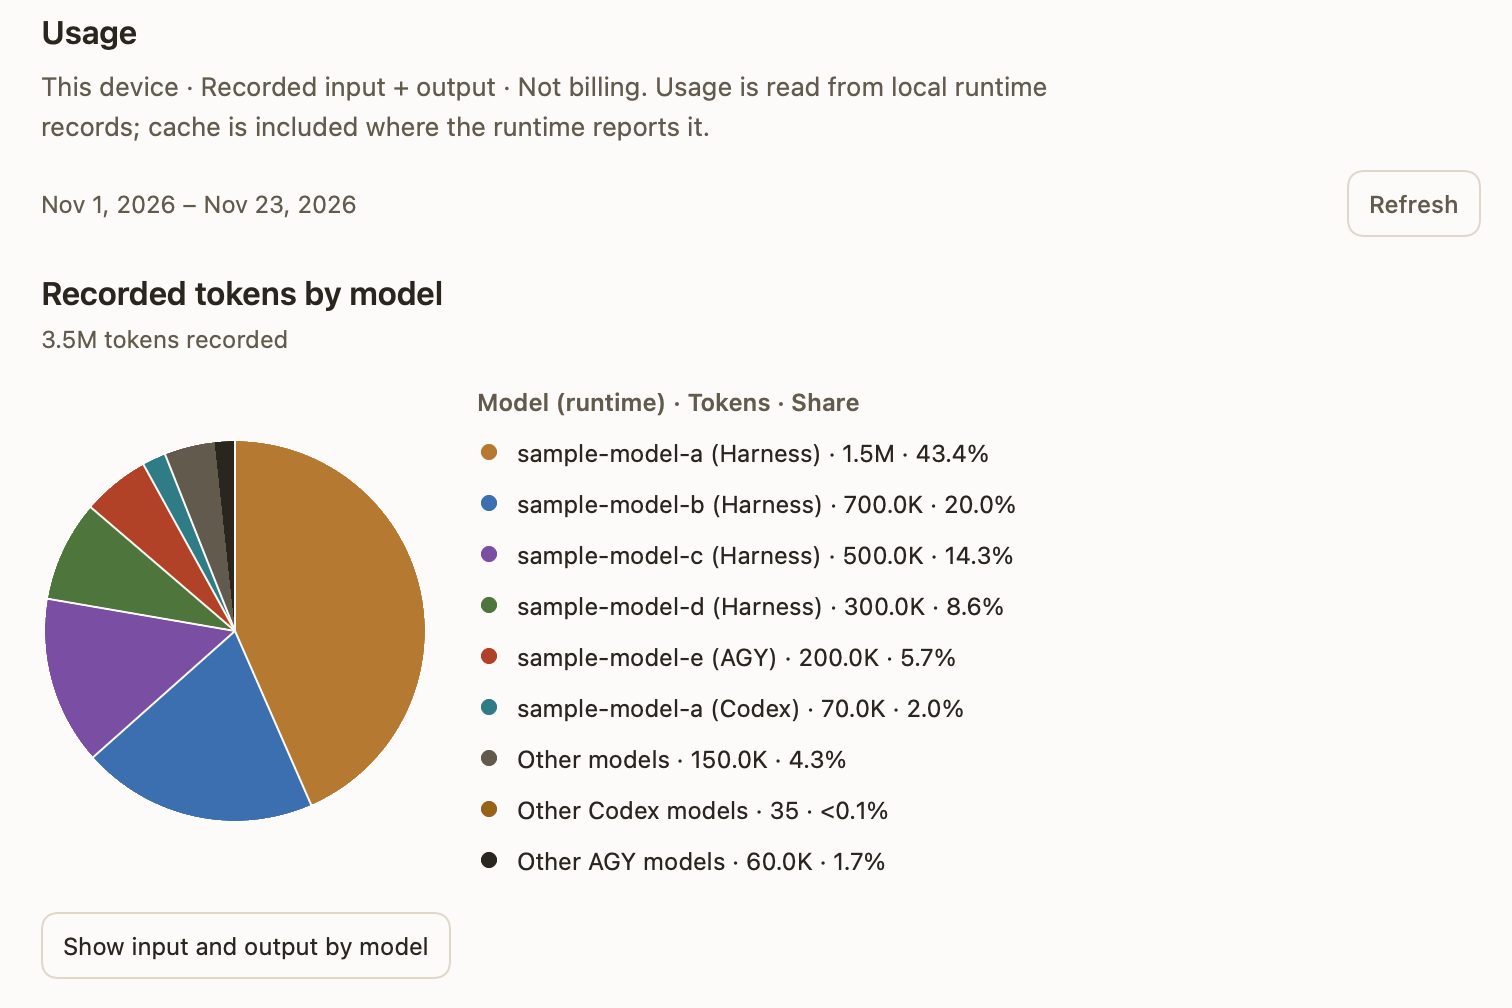 Usage
This device · Recorded input + output · Not billing. Usage is read from local runtime
records; cache is included where the runtime reports it.
Nov 1, 2026 – Nov 23, 2026
Refresh
Recorded tokens by model
3.5M tokens recorded
Model (runtime) · Tokens · Share
sample-model-a (Harness) · 1.5M · 43.4%
sample-model-b (Harness) · 700.0K · 20.0%
sample-model-c (Harness) · 500.0K · 14.3%
sample-model-d (Harness) · 300.0K · 8.6%
sample-model-e (AGY) · 200.0K · 5.7%
sample-model-a (Codex) · 70.0K · 2.0%
Other models · 150.0K · 4.3%
Other Codex models · 35 · <0.1%
Other AGY models · 60.0K · 1.7%
Show input and output by model